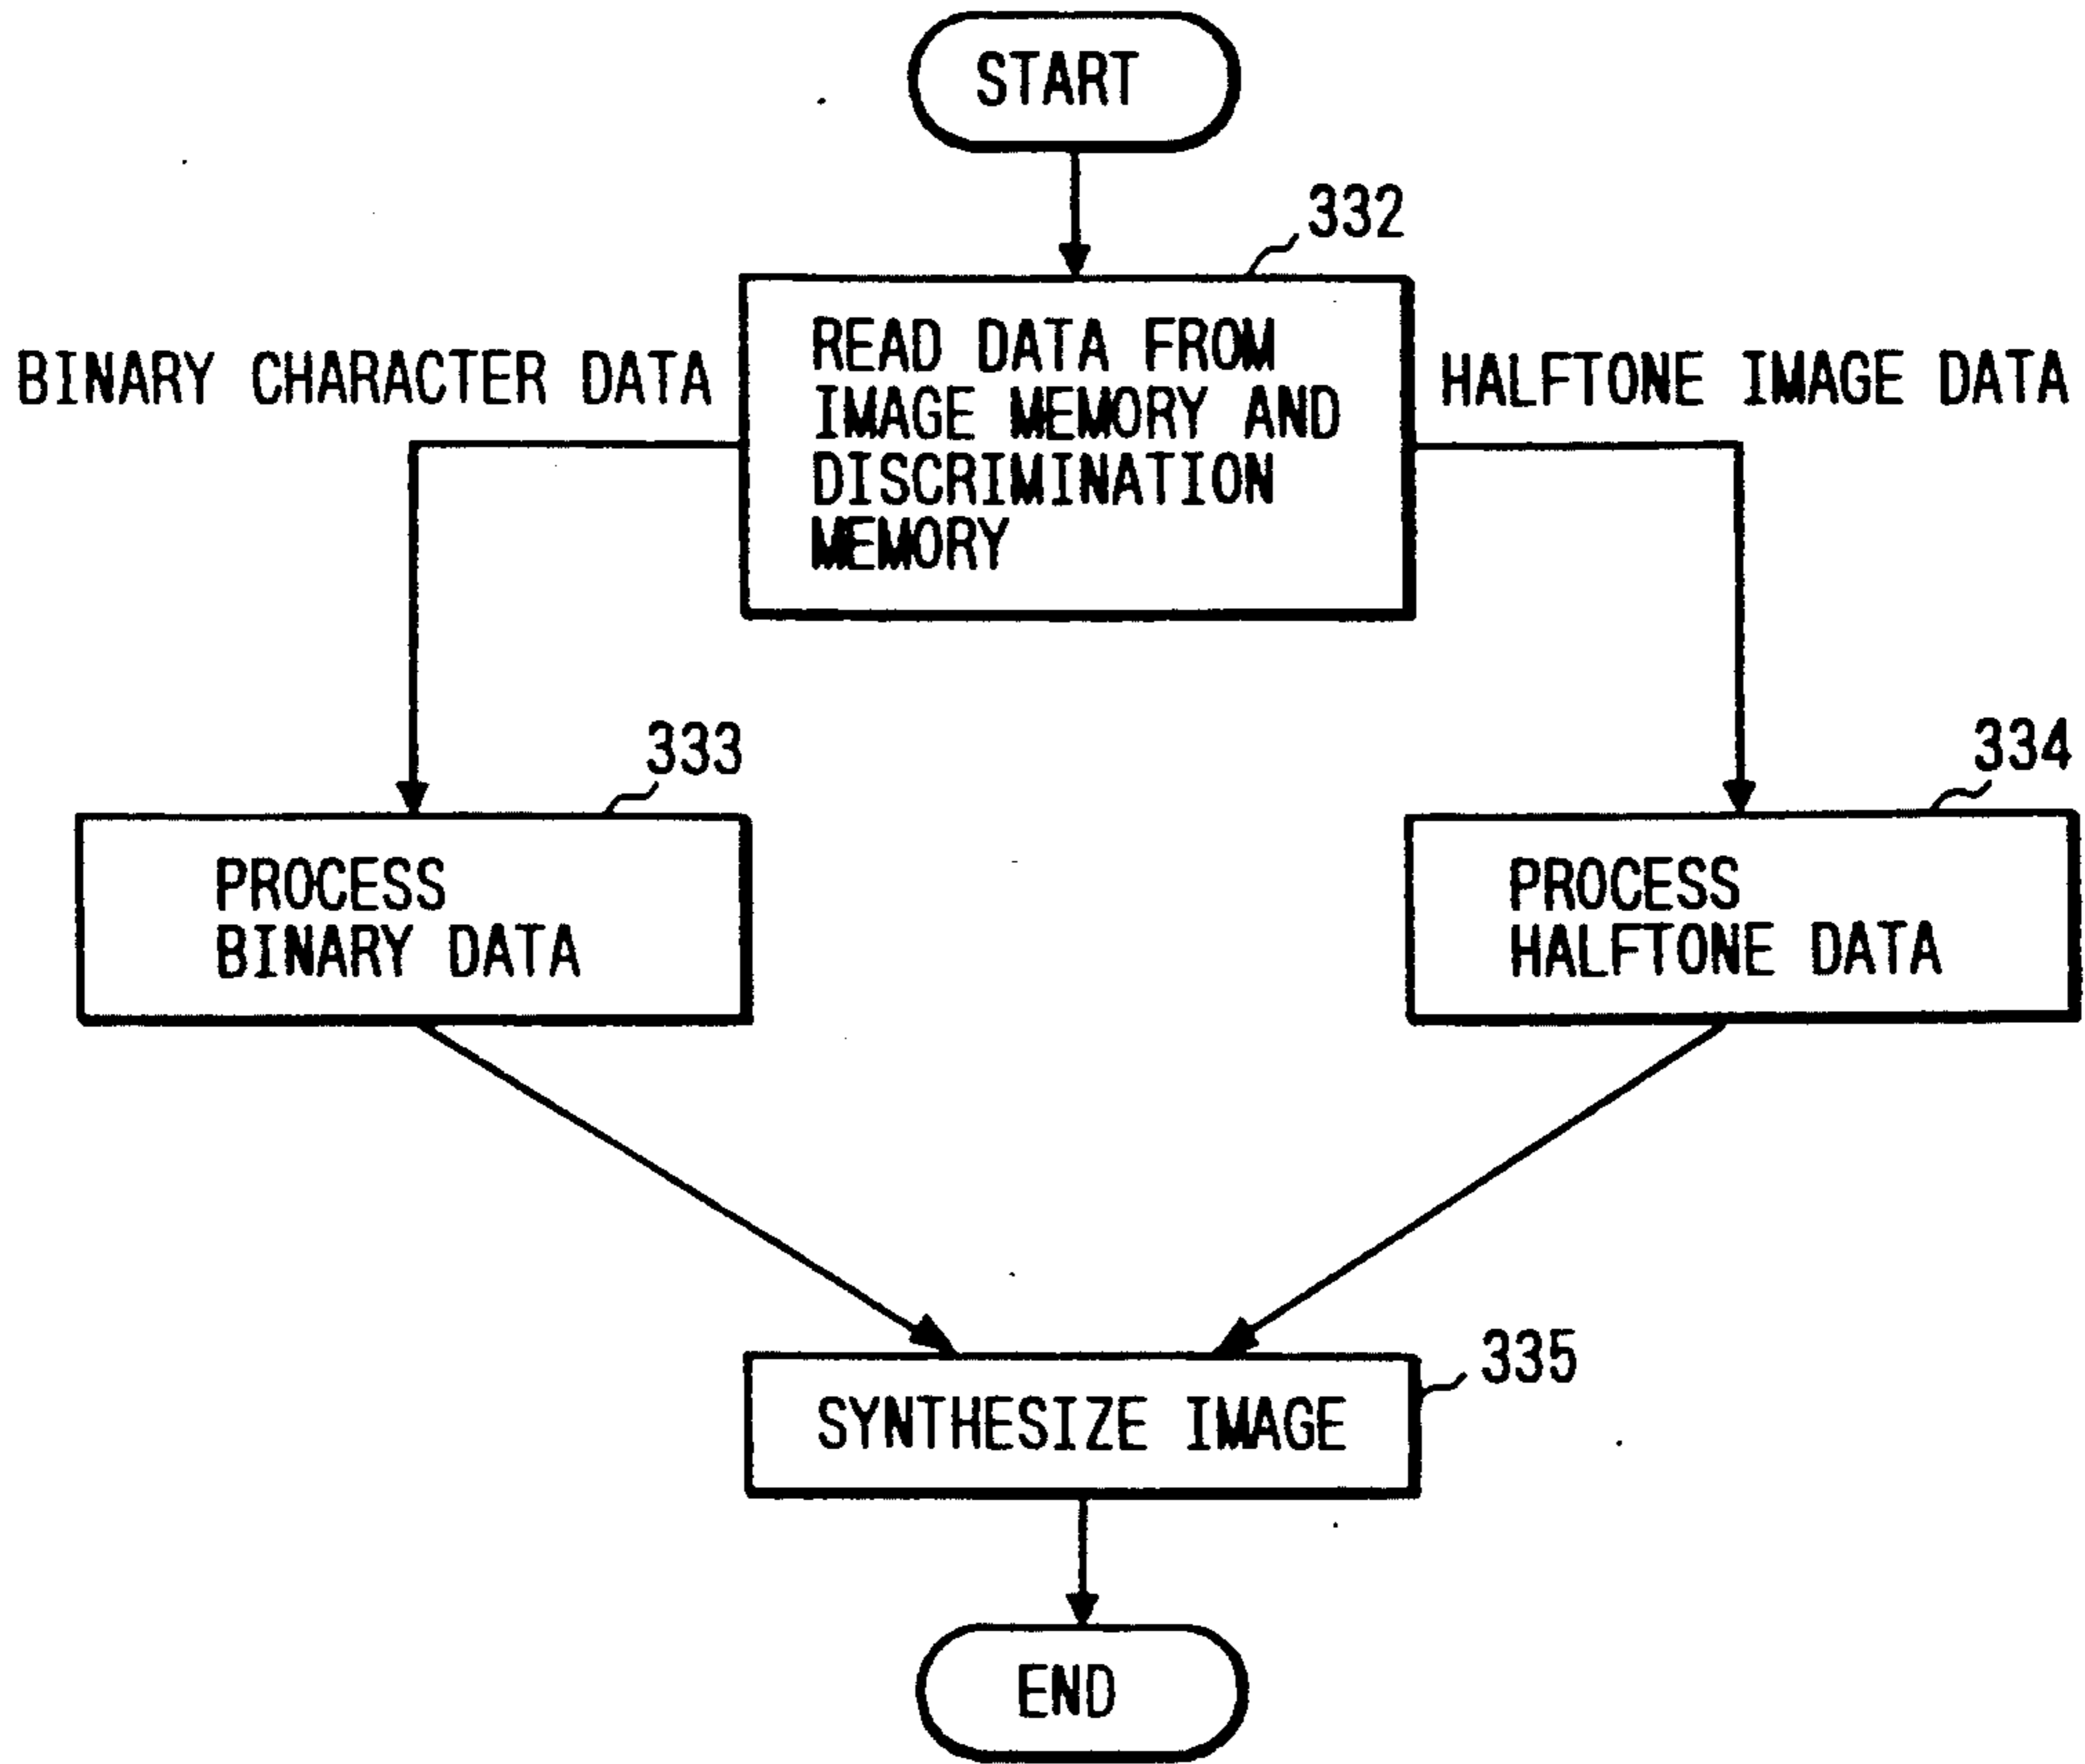 START
332
READ DATA FROM
IMAGE MEMORY AND
DISCRIMINATION
MEMORY
BINARY CHARACTER DATA
HALFTONE IMAGE DATA
333
PROCESS
BINARY DATA
334
PROCESS
HALFTONE DATA
335
SYNTHESIZE IMAGE
END